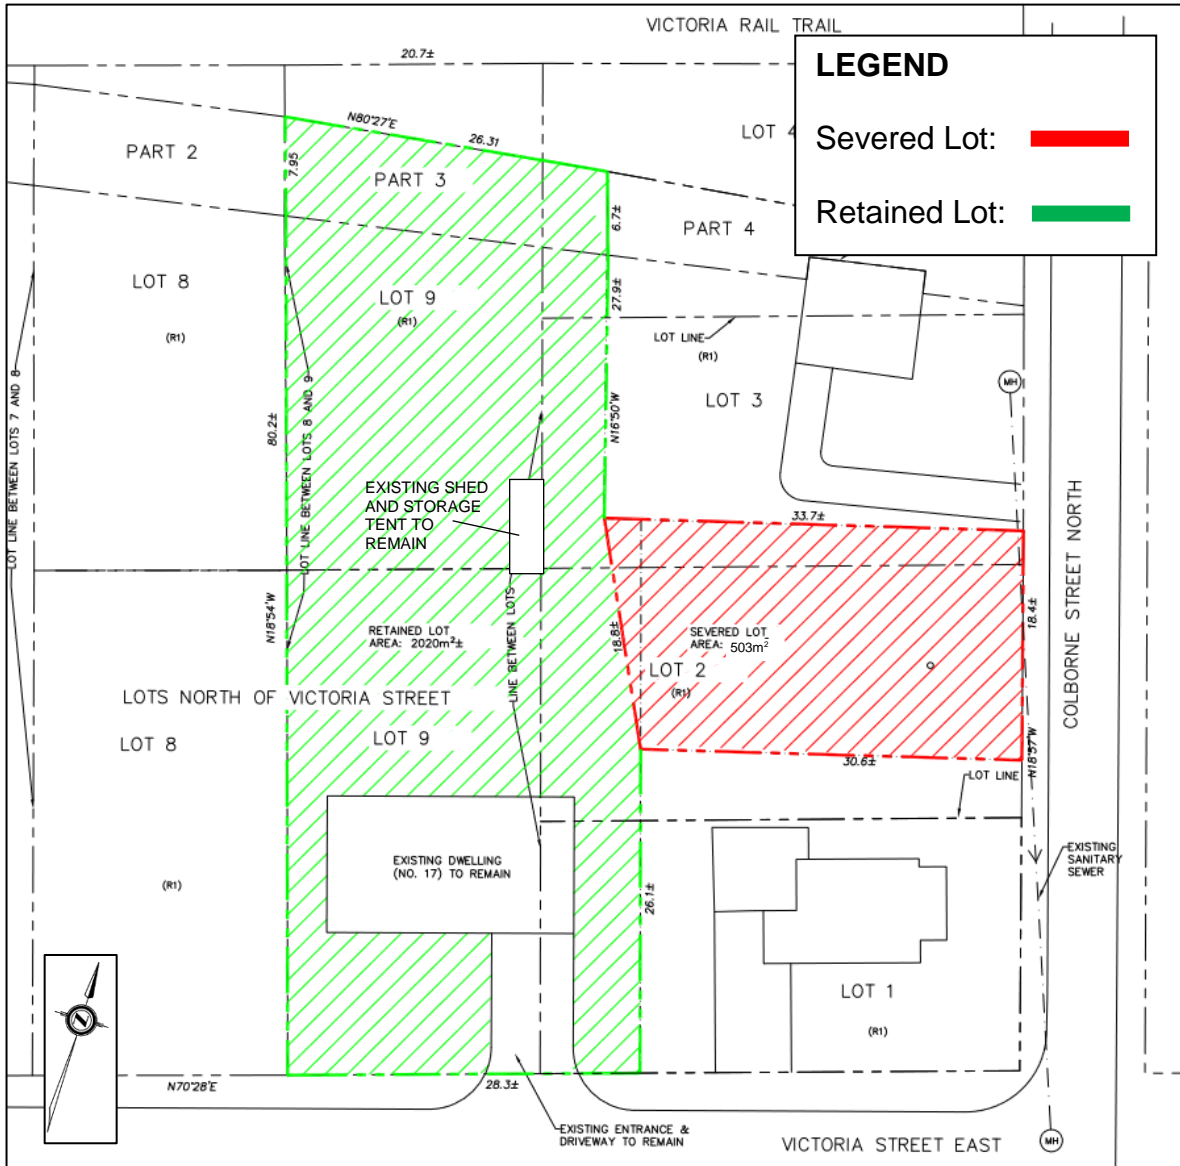 VICTORIA RAIL TRAIL
20.7±
LEGEND
Severed Lot:
Retained Lot:
N80°27'E
26.31
LOT 4
PART 2
7.95
PART 3
6.7±
PART 4
LOT 8
(R1)
LOT 9
(R1)
27.9±
LOT LINE
(R1)
LOT 3
MH
LOT LINE BETWEEN LOTS 7 AND 8
80.2±
LOT LINE BETWEEN LOTS 8 AND 9
N16°50'W
EXISTING SHED
AND STORAGE
TENT TO
REMAIN
33.7±
COLBORNE STREET NORTH
N18°54'W
RETAINED LOT
AREA: 2020m²±
LINE BETWEEN LOTS
18.8±
SEVERED LOT
AREA: 503m²
LOT 2
(R1)
18.4±
LOTS NORTH OF VICTORIA STREET
LOT 8
LOT 9
30.6±
N18°57'W
LOT LINE
EXISTING DWELLING
(NO. 17) TO REMAIN
(R1)
26.1±
EXISTING
SANITARY
SEWER
LOT 1
(R1)
Z
N70°28'E
28.3±
EXISTING ENTRANCE &
DRIVEWAY TO REMAIN
VICTORIA STREET EAST
MH